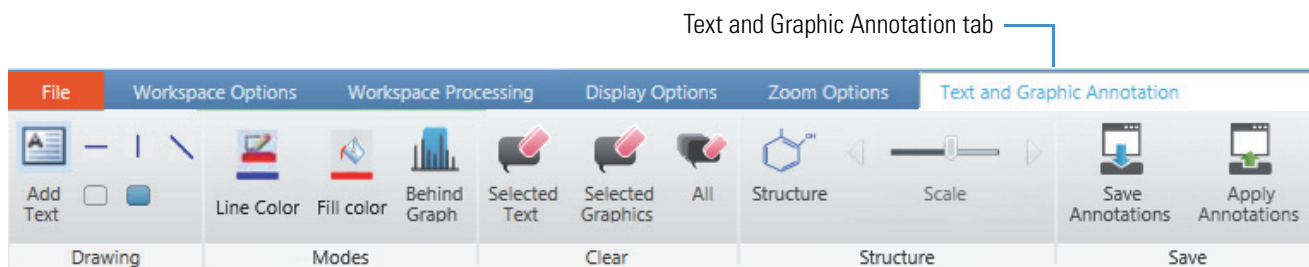 Text and Graphic Annotation tab
File Workspace Options Workspace Processing Display Options Zoom Options Text and Graphic Annotation
A
OH
Add Text
Line Color
Fill color
Behind Graph
Selected Text
Selected Graphics
All
Structure
Scale
Save Annotations
Apply Annotations
Drawing Modes Clear Structure Save